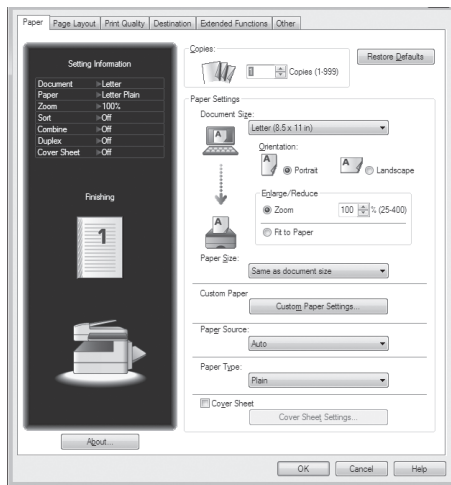 Paper Page Layout Print Quality Destination Extended Functions Other
Setting Information
Document ▶Letter
Paper ▶Letter Plain
Zoom ▶100%
Sort ▶Off
Combine ▶Off
Duplex ▶Off
Cover Sheet ▶Off
Finishing
1
About...
Copies:
1 Copies (1-999)
Restore Defaults
Paper Settings
Document Size:
Letter (8.5 x 11 in)
Orientation:
A Portrait A Landscape
A
Enlarge/Reduce
Zoom 100 % (25-400)
Fit to Paper
A
Paper Size:
Same as document size
Custom Paper
Custom Paper Settings...
Paper Source:
Auto
Paper Type:
Plain
Cover Sheet
Cover Sheet Settings...
OK Cancel Help